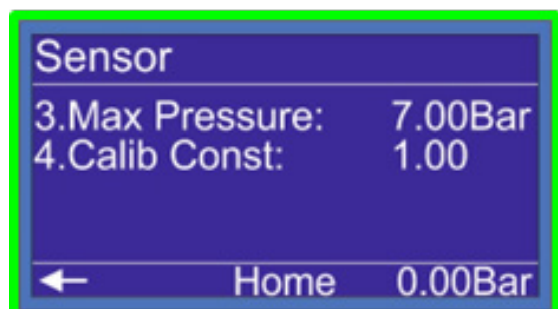 Sensor
3.Max Pressure: 7.00Bar
4.Calib Const: 1.00
← Home 0.00Bar